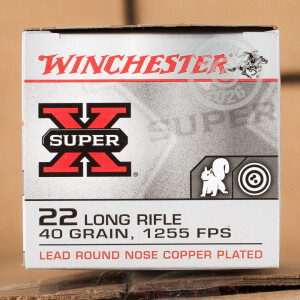 WINCHESTER
X
SUPER
SUPER
22 LONG RIFLE
40 GRAIN, 1255 FPS
LEAD ROUND NOSE COPPER PLATED